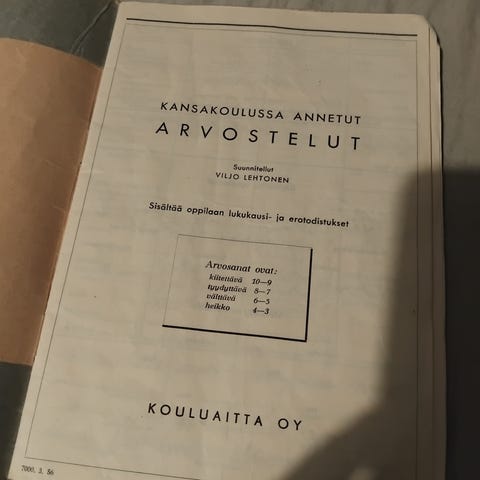 KANSAKOULUSSA ANNETUT
ARVOSTELUT
Suunnitellut
VILJO LEHTONEN
Sisältää oppilaan lukukausi- ja erotodistukset
Arvosanat ovat:
kiitettävä 10—9
tyydyttävä 8—7
välttävä 6—5
heikko 4—3
KOULUAITTA OY
7000. 3. 56